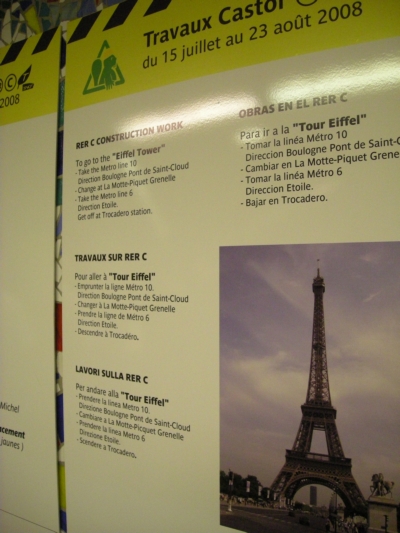 Travaux Castor C
du 15 juillet au 23 août 2008
RER C CONSTRUCTION WORK
To go to the "Eiffel Tower"
- Take the Metro line 10
Direction Boulogne Pont de Saint-Cloud
- Change at La Motte-Piquet Grenelle
- Take the Metro line 6
Direction Etoile.
Get off at Trocadero station.
OBRAS EN EL RER C
Para ir a la "Tour Eiffel"
- Tomar la linéa Métro 10
Direccion Boulogne Pont de Saint-C
- Cambiar en La Motte-Piquet Grene
- Tomar la linéa Métro 6
Direccion Etoile.
- Bajar en Trocadero.
TRAVAUX SUR RER C
Pour aller à "Tour Eiffel"
- Emprunter la ligne Métro 10.
Direction Boulogne Pont de Saint-Cloud
- Changer à La Motte-Piquet Grenelle
- Prendre la ligne de Métro 6
Direction Etoile.
- Descendre à Trocadéro.
LAVORI SULLA RER C
Per andare alla "Tour Eiffel"
- Prendere la linea Metro 10.
Diresione Boulogne Pont de Saint-Cloud
- Cambiare a La Motte-Picquet Grenelle
- Prendere la linea Metro 6
Diresione Etoile.
- Scendere a Trocadero.
2008
Michel
acement
jaunes )